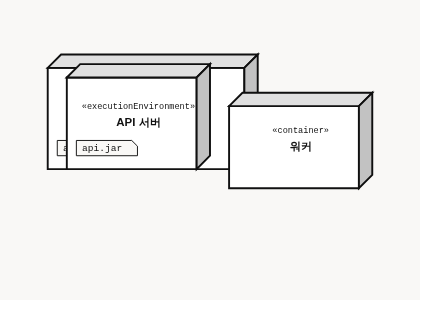 «executionEnvironment»
API 서버
api.jar
«container»
워커